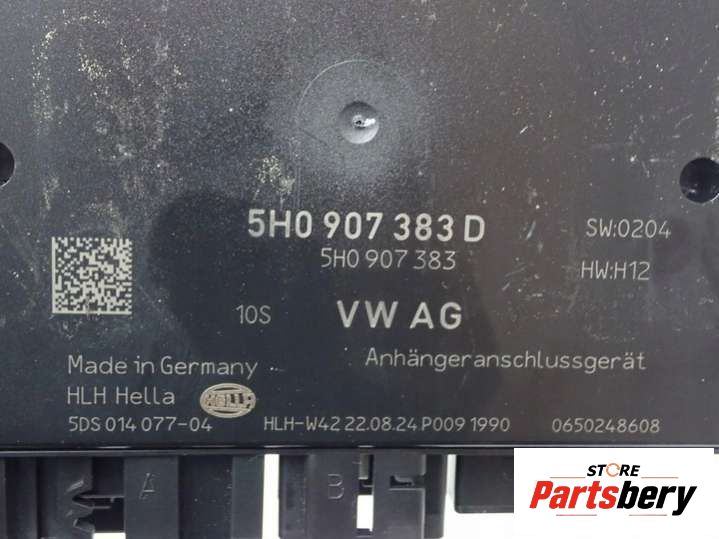 5H0 907 383 D
SW:0204
5H0 907 383
HW:H12
10S
VW AG
Made in Germany
Anhängeranschlussgerät
HLH Hella
HELLA
5DS 014 077-04
HLH-W42 22.08.24 P009 1990
0650248608
A
B
STORE
Partsbery